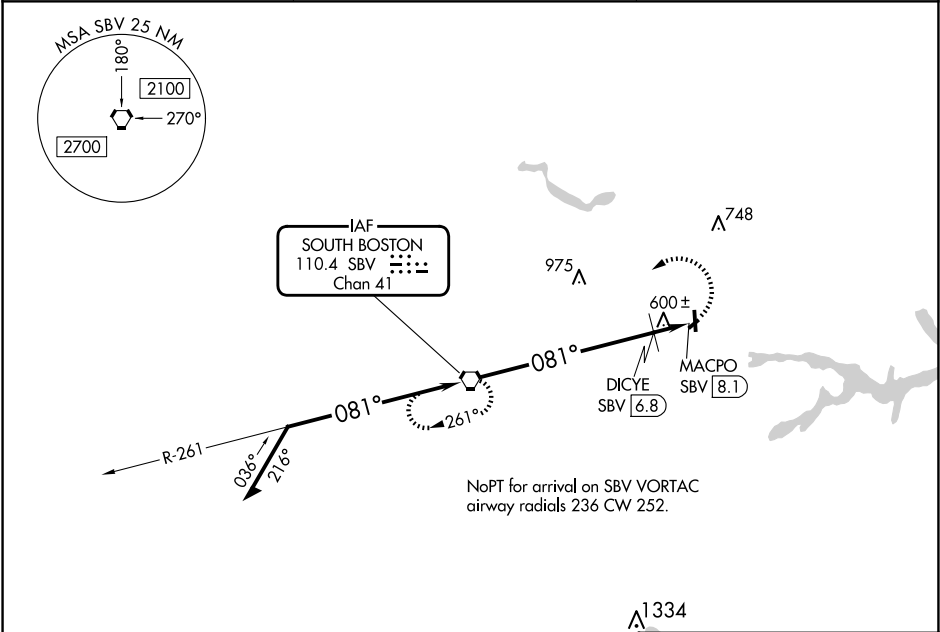 MSA SBV 25 NM
180°
2100
270°
2700
IAF
SOUTH BOSTON
110.4 SBV
Chan 41
748
975
600 ±
081°
DICYE
SBV 6.8
MACPO
SBV 8.1
081°
261°
R-261
036°
216°
NoPT for arrival on SBV VORTAC
airway radials 236 CW 252.
1334